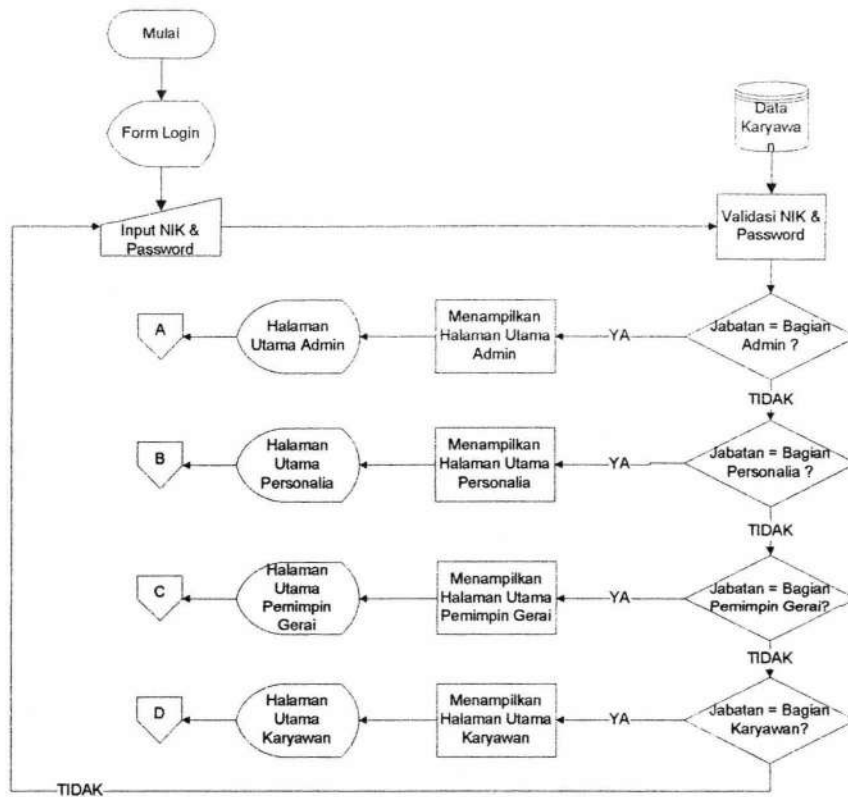 Mulai
Form Login
Data
Karyawa
n
Input NIK &
Password
Validasi NIK &
Password
A
Halaman
Utama Admin
Menampilkan
Halaman Utama
Admin
YA
Jabatan = Bagian
Admin ?
TIDAK
B
Halaman
Utama
Personalia
Menampilkan
Halaman Utama
Personalia
YA
Jabatan = Bagian
Personalia ?
TIDAK
C
Halaman
Utama
Pemimpin
Gerai
Menampilkan
Halaman Utama
Pemimpin Gerai
YA
Jabatan = Bagian
Pemimpin Gerai?
TIDAK
D
Halaman
Utama
Karyawan
Menampilkan
Halaman Utama
Karyawan
YA
Jabatan = Bagian
Karyawan?
TIDAK